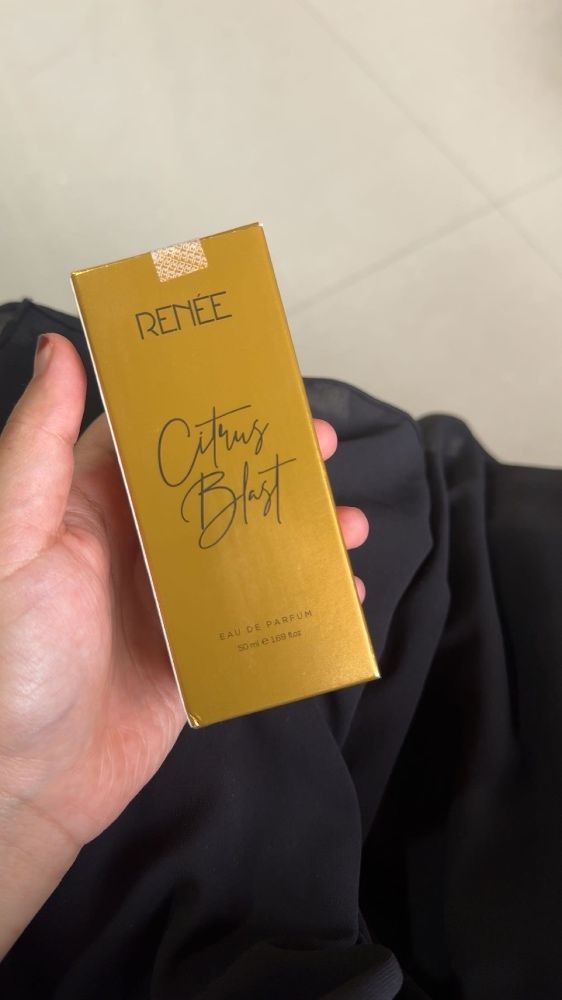 RENÉE
Citrus
Blast
EAU DE PARFUM
50 ml ℮ 1.69 fl.oz